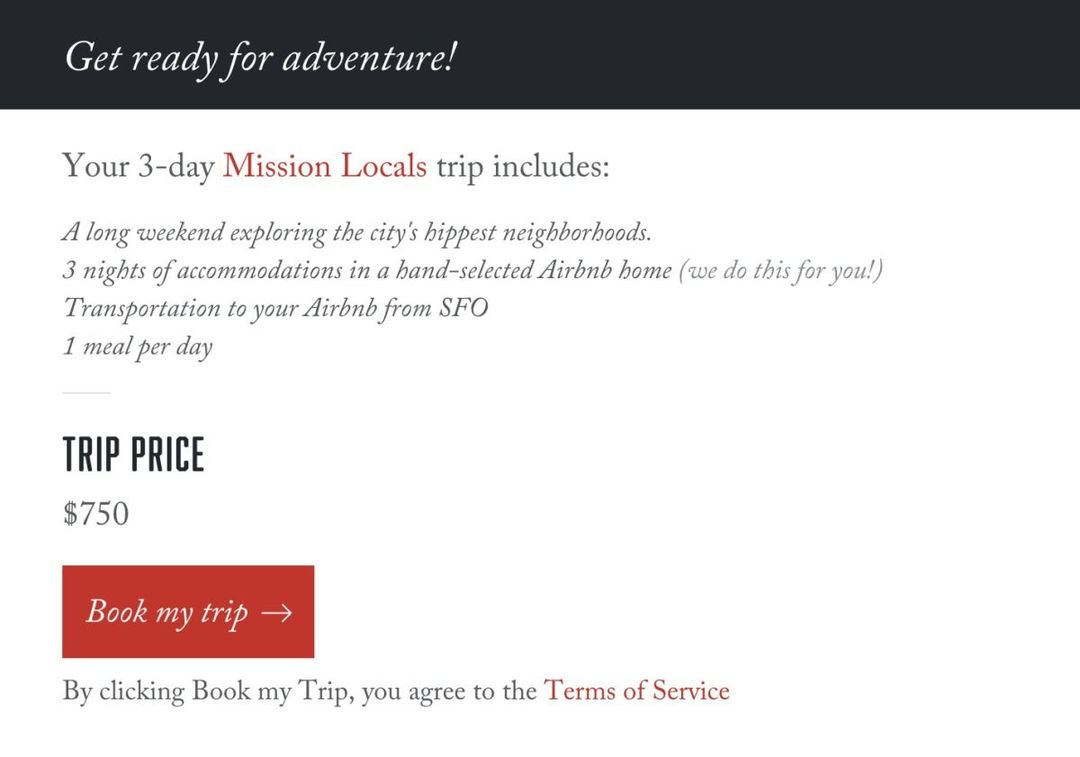 Get ready for adventure!
Your 3-day Mission Locals trip includes:
A long weekend exploring the city's hippest neighborhoods.
3 nights of accommodations in a hand-selected Airbnb home (we do this for you!)
Transportation to your Airbnb from SFO
1 meal per day
TRIP PRICE
$750
Book my trip →
By clicking Book my Trip, you agree to the Terms of Service